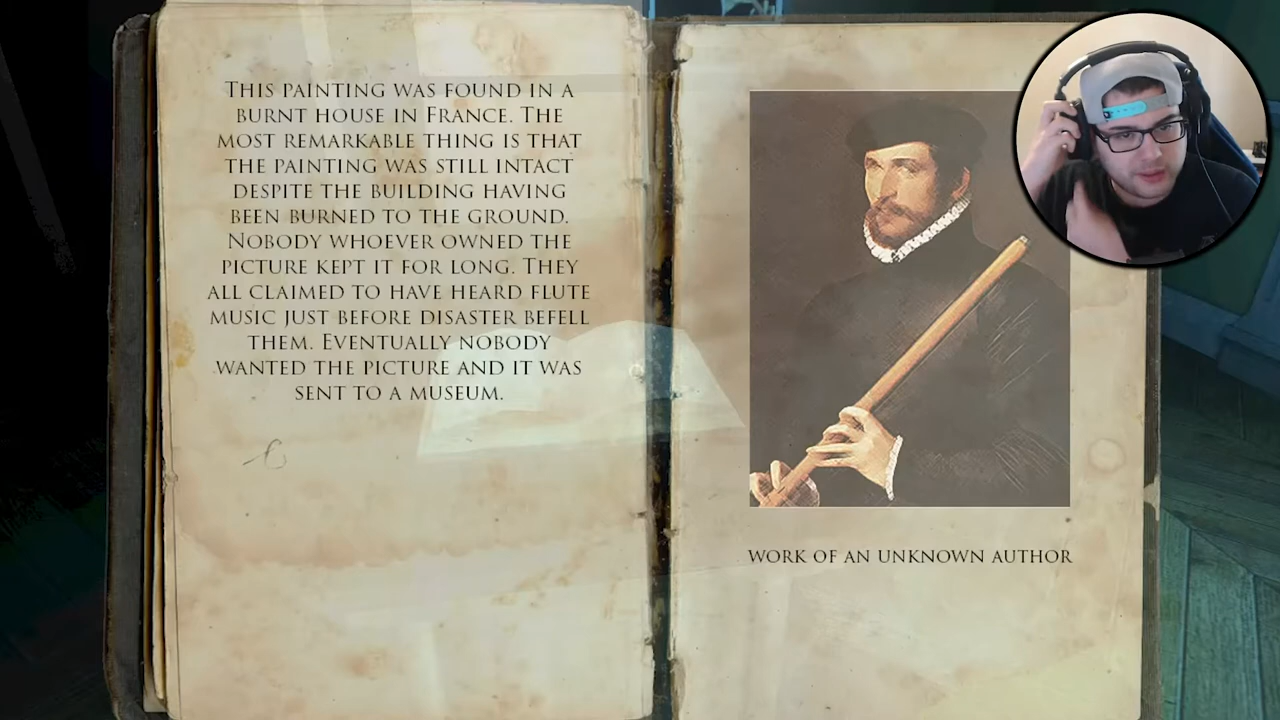 This painting was found in a
burnt house in France. The
most remarkable thing is that
the painting was still intact
despite the building having
been burned to the ground.
Nobody whoever owned the
picture kept it for long. They
all claimed to have heard flute
music just before disaster befell
them. Eventually nobody
wanted the picture and it was
sent to a museum.
work of an unknown author